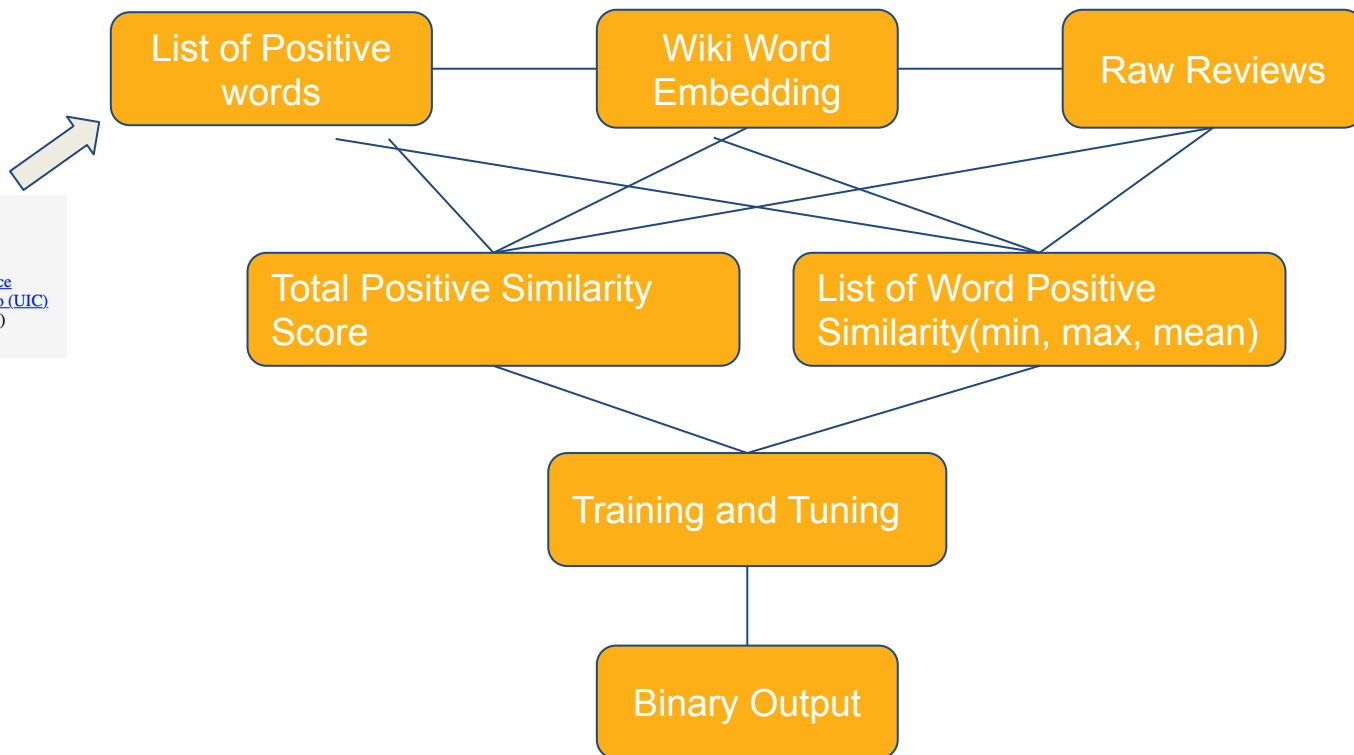 List of Positive
words
Wiki Word
Embedding
Raw Reviews
(UIC)
)
Total Positive Similarity
Score
List of Word Positive
Similarity(min, max, mean)
Training and Tuning
Binary Output